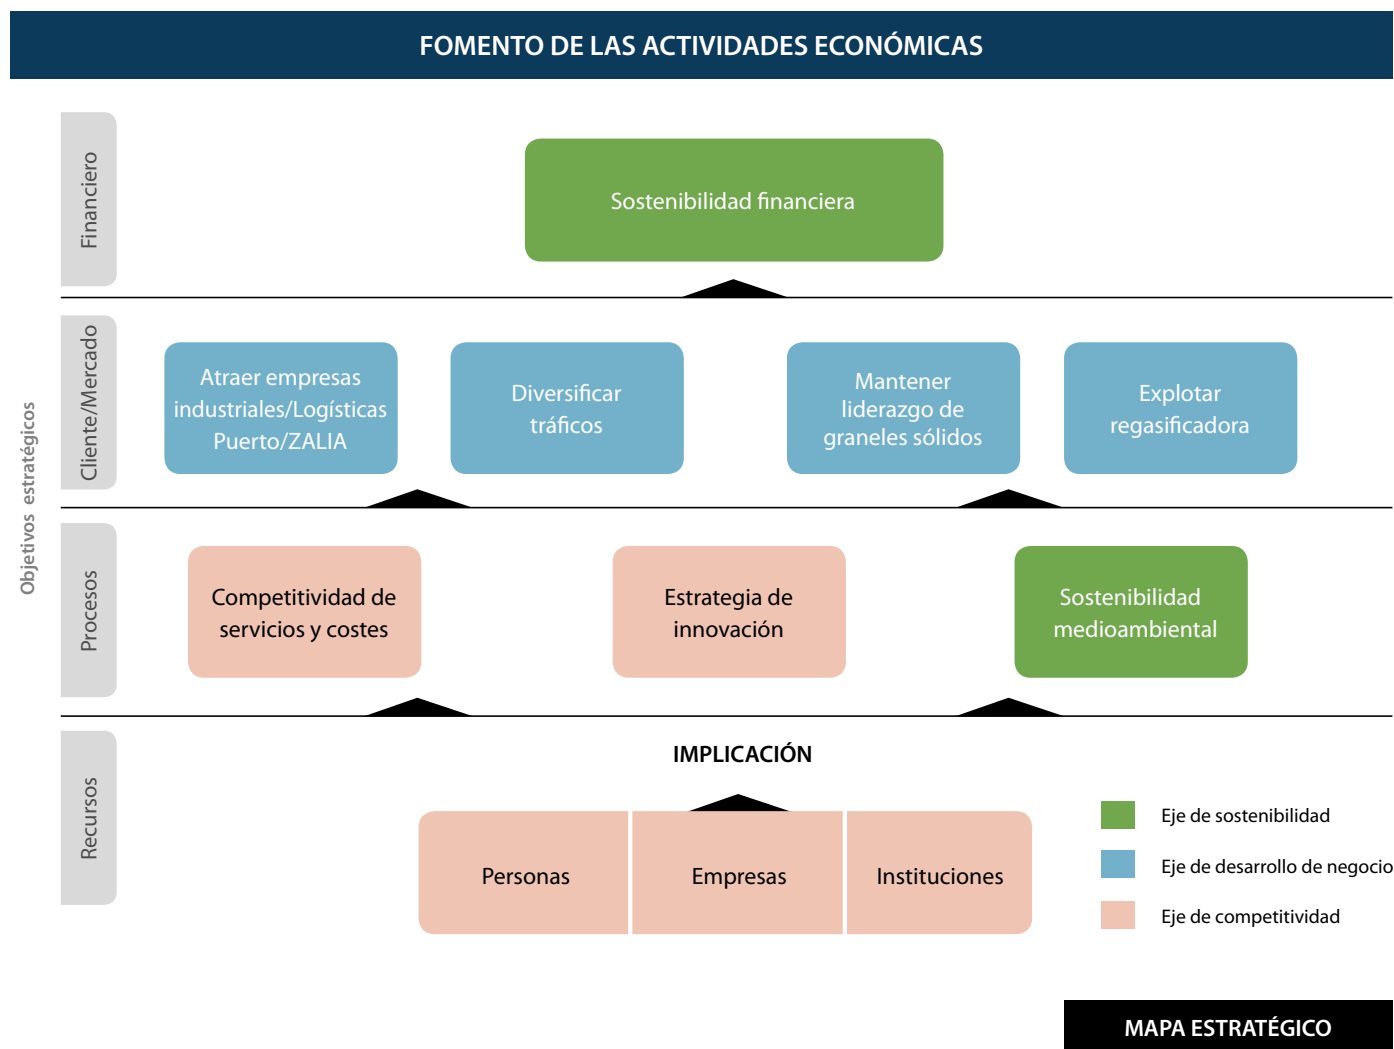 FOMENTO DE LAS ACTIVIDADES ECONÓMICAS
Objetivos estratégicos
Financiero
Sostenibilidad financiera
Cliente/Mercado
Atraer empresas
industriales/Logísticas
Puerto/ZALIA
Diversificar
tráficos
Mantener
liderazgo de
graneles sólidos
Explotar
regasificadora
Procesos
Competitividad de
servicios y costes
Estrategia de
innovación
Sostenibilidad
medioambiental
Recursos
IMPLICACIÓN
Personas
Empresas
Instituciones
Eje de sostenibilidad
Eje de desarrollo de negocio
Eje de competitividad
MAPA ESTRATÉGICO